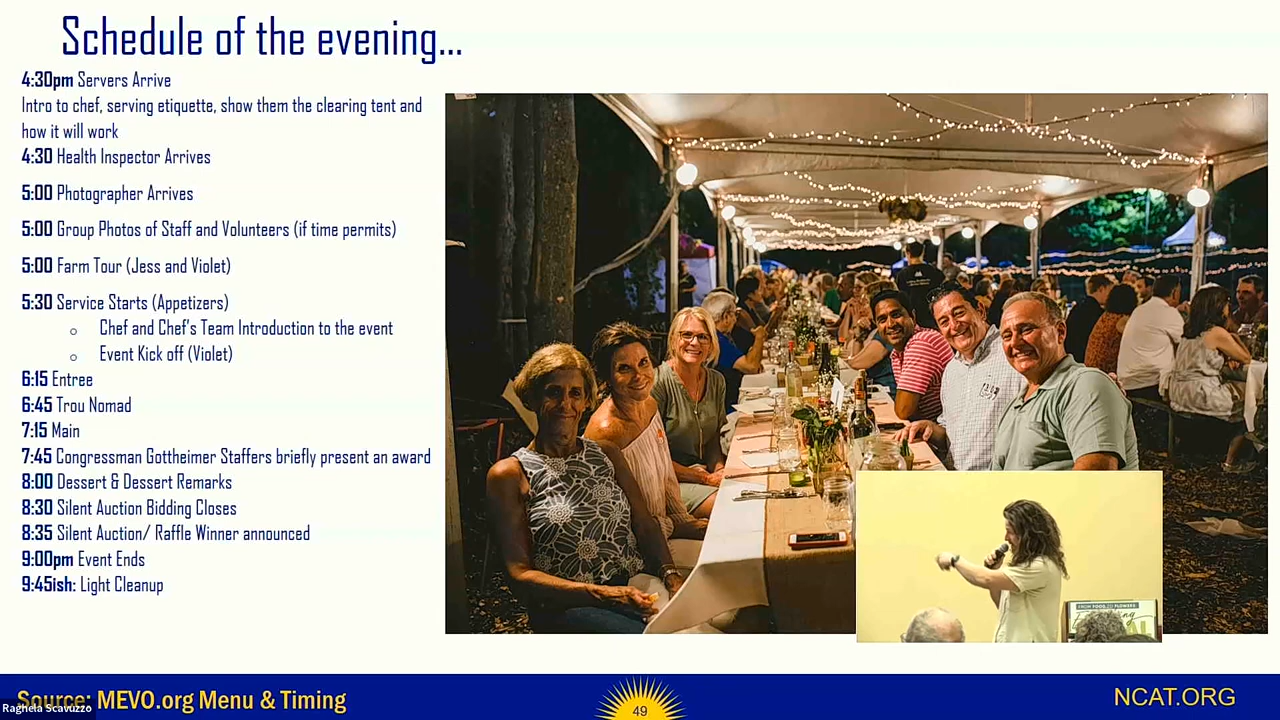 Schedule of the evening...
4:30pm Servers Arrive
Intro to chef, serving etiquette, show them the clearing tent and
how it will work
4:30 Health Inspector Arrives
5:00 Photographer Arrives
5:00 Group Photos of Staff and Volunteers (if time permits)
5:00 Farm Tour (Jess and Violet)
5:30 Service Starts (Appetizers)
o Chef and Chef's Team Introduction to the event
o Event Kick off (Violet)
6:15 Entree
6:45 Trou Nomad
7:15 Main
7:45 Congressman Gottheimer Staffers briefly present an award
8:00 Dessert & Dessert Remarks
8:30 Silent Auction Bidding Closes
8:35 Silent Auction/ Raffle Winner announced
9:00pm Event Ends
9:45ish: Light Cleanup
FROM FOOD TO FLOWERS:
Source: MEVO.org Menu & Timing
Raghela Scavuzzo
49
NCAT.ORG